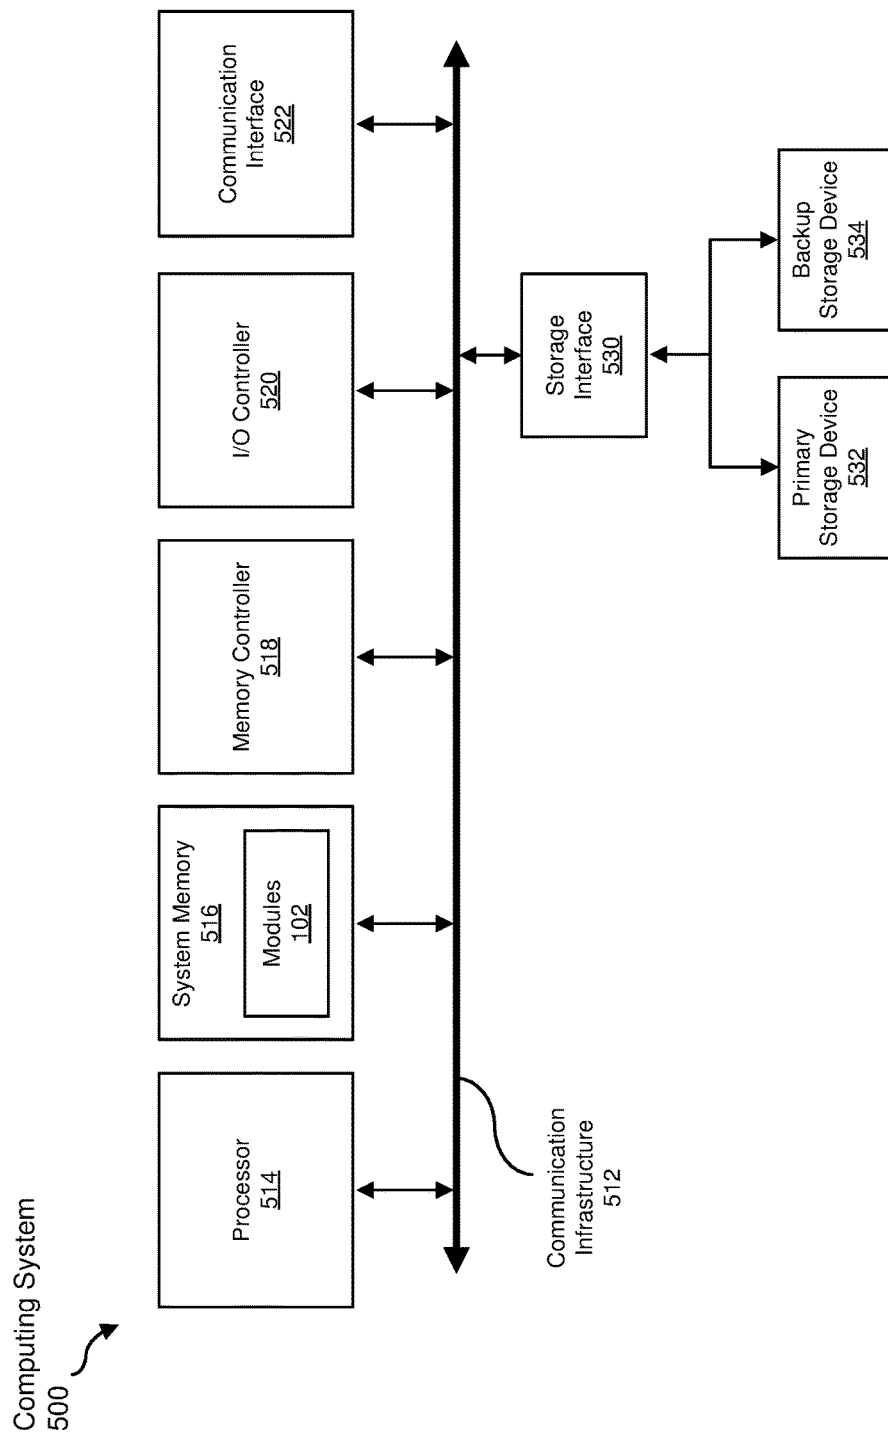 Computing System
500
Processor
514
System Memory
516
Modules
102
Memory Controller
518
I/O Controller
520
Communication
Interface
522
Communication
Infrastructure
512
Storage
Interface
530
Primary
Storage Device
532
Backup
Storage Device
534